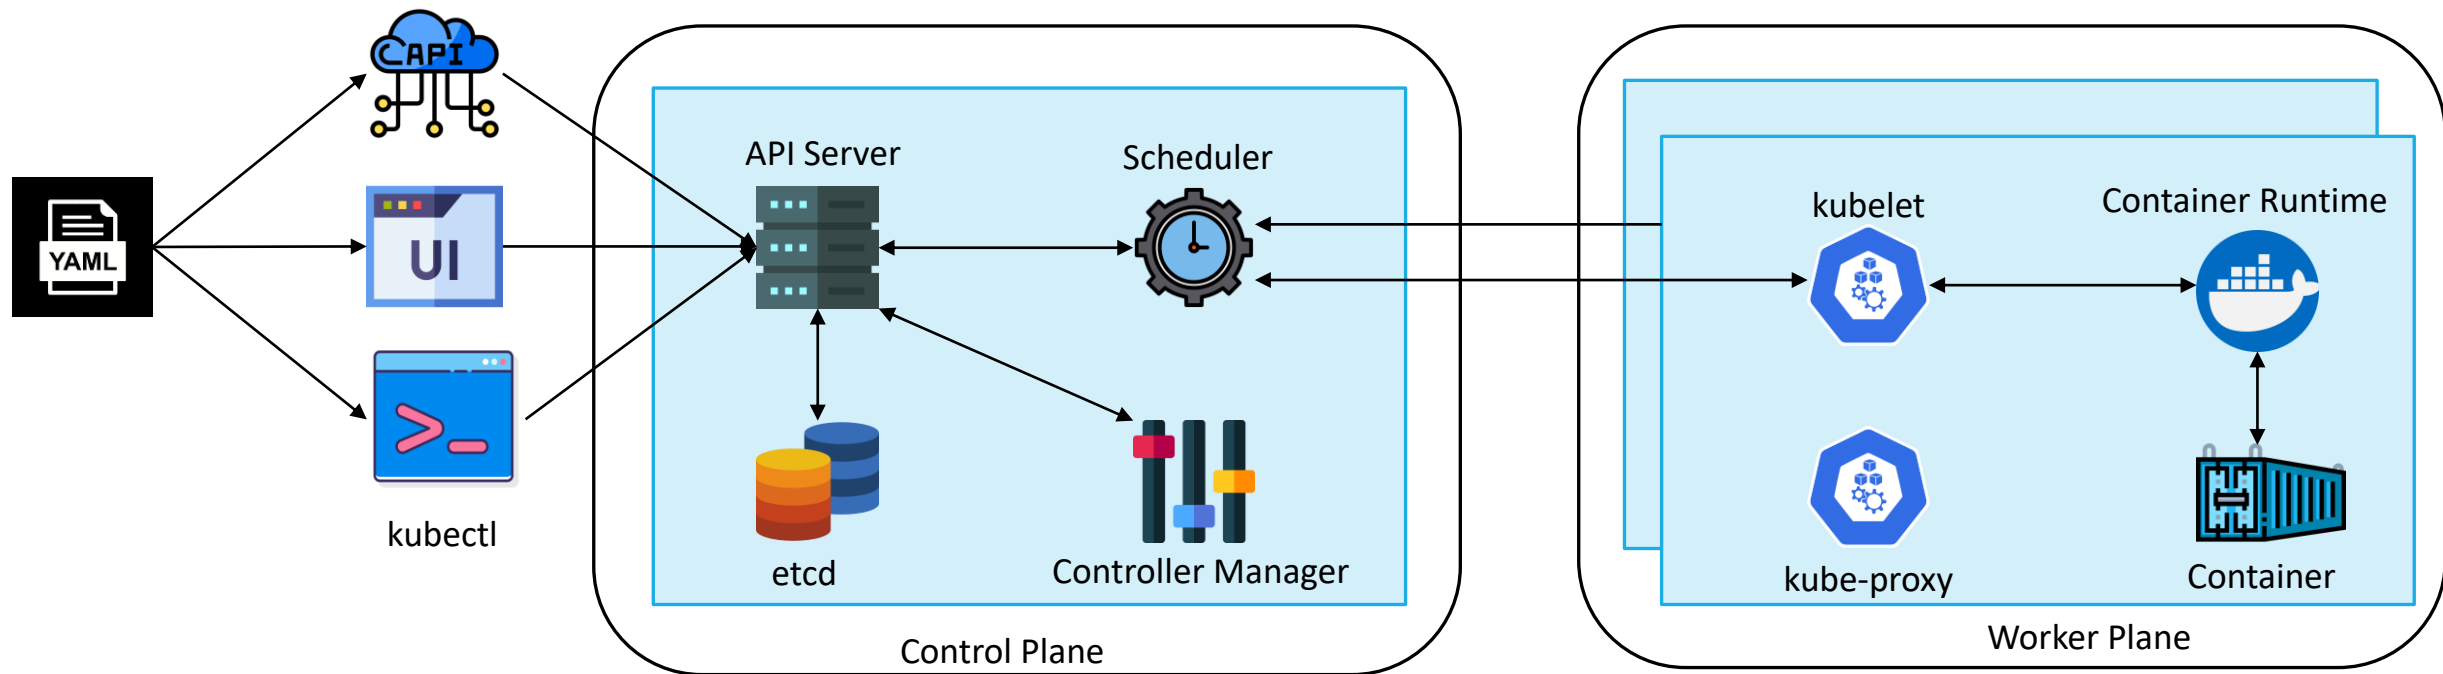 API
YAML
UI
kubectl
API Server
Scheduler
etcd
Controller Manager
Control Plane
kubelet
Container Runtime
kube-proxy
Container
Worker Plane